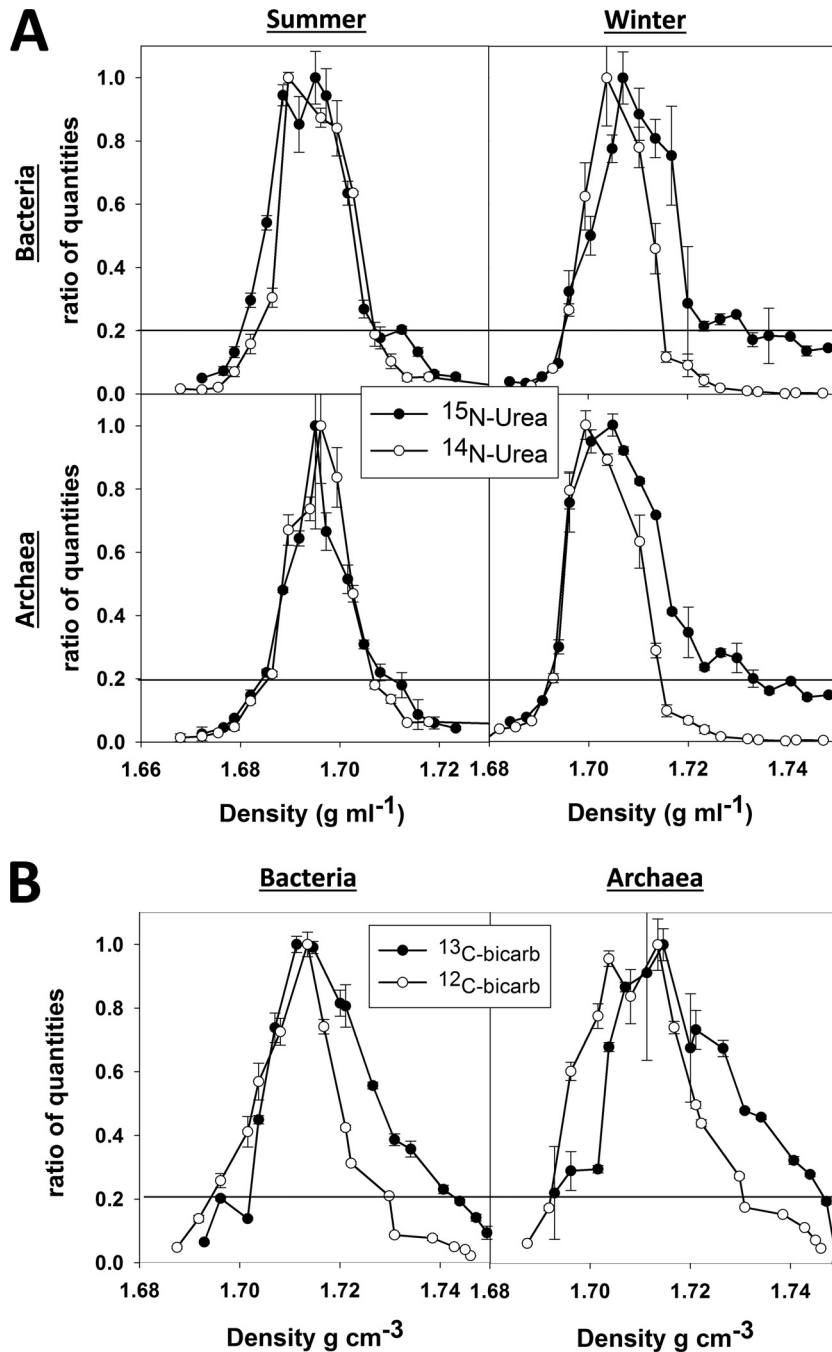 A
Summer
Winter
Bacteria
ratio of quantities
1.0
0.8
0.6
0.4
0.2
0.0
15N-Urea
14N-Urea
Archaea
ratio of quantities
1.0
0.8
0.6
0.4
0.2
0.0
1.66 1.68 1.70 1.72 1.68 1.70 1.72 1.74
Density (g ml-1) Density (g ml-1)
B
Bacteria
Archaea
13C-bicarb
12C-bicarb
ratio of quantities
1.0
0.8
0.6
0.4
0.2
0.0
1.68 1.70 1.72 1.74 1.68 1.70 1.72 1.74
Density g cm-3 Density g cm-3